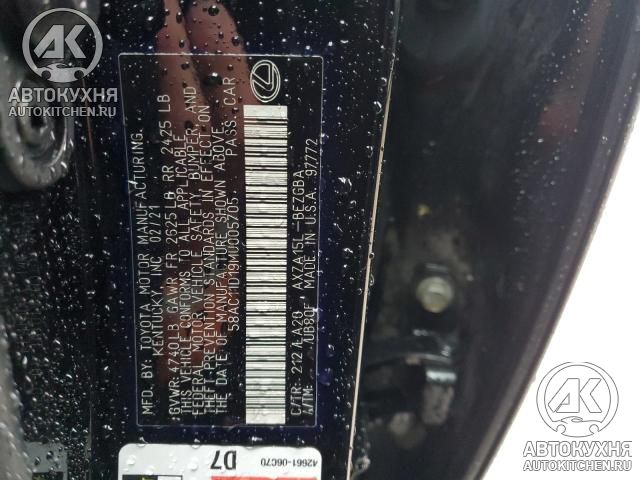 АВТОКУХНЯ
AUTOKITCHEN.RU
MFD. BY: TOYOTA MOTOR MANUFACTURING,
KENTUCKY, INC 02/21
GVWR: 4740LB GAWR FR 2625 LB RR 2425 LB
THIS VEHICLE CONFORMS TO ALL APPLICABLE
FEDERAL MOTOR VEHICLE SAFETY, BUMPER, AND
THEFT PREVENTION STANDARDS IN EFFECT ON
THE DATE OF MANUFACTURE SHOWN ABOVE.
PASS. CAR
C/TR: 212 LA20 AXZA15L-BEZGBA
A/TM: /UB80F MADE IN U.S.A. 97772
42661-06C70
D7
АВТОКУХНЯ
AUTOKITCHEN.RU